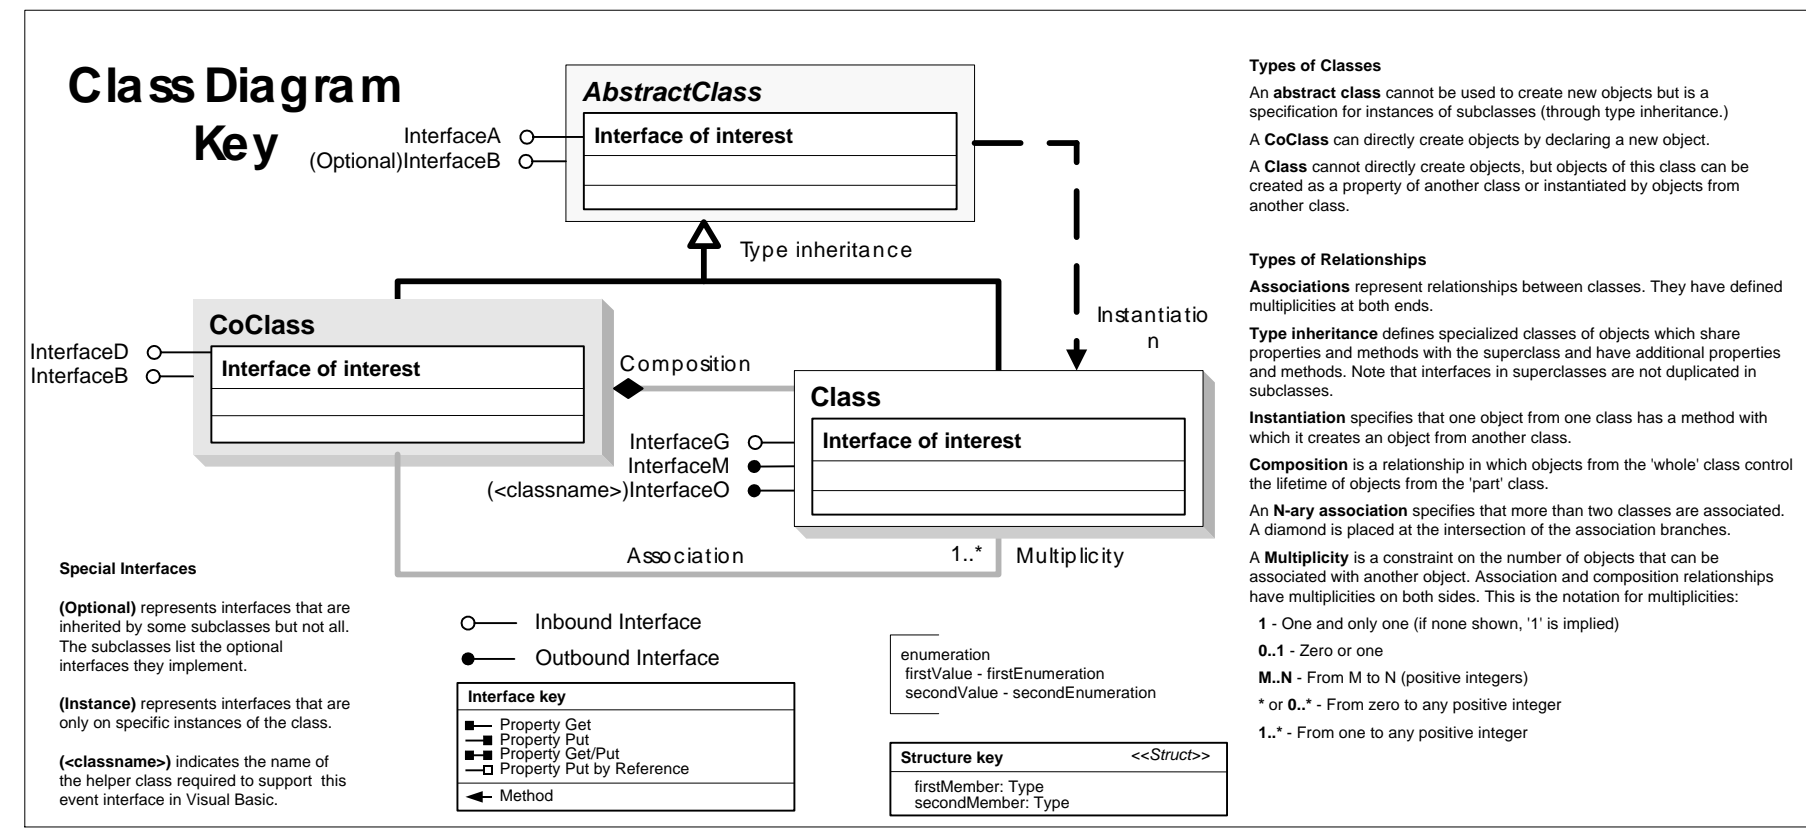 Class Diagram
Key
AbstractClass
Interface of interest
InterfaceA
(Optional)InterfaceB
Type inheritance
Instantiatio
n
CoClass
Interface of interest
InterfaceD
InterfaceB
Composition
Class
Interface of interest
InterfaceG
InterfaceM
(<classname>)InterfaceO
Association
1..*
Multiplicity
Special Interfaces
(Optional) represents interfaces that are
inherited by some subclasses but not all.
The subclasses list the optional
interfaces they implement.
(Instance) represents interfaces that are
only on specific instances of the class.
(<classname>) indicates the name of
the helper class required to support this
event interface in Visual Basic.
Inbound Interface
Outbound Interface
Interface key
Property Get
Property Put
Property Get/Put
Property Put by Reference
Method
enumeration
firstValue - firstEnumeration
secondValue - secondEnumeration
Structure key <<Struct>>
firstMember: Type
secondMember: Type
Types of Classes
An abstract class cannot be used to create new objects but is a
specification for instances of subclasses (through type inheritance.)
A CoClass can directly create objects by declaring a new object.
A Class cannot directly create objects, but objects of this class can be
created as a property of another class or instantiated by objects from
another class.
Types of Relationships
Associations represent relationships between classes. They have defined
multiplicities at both ends.
Type inheritance defines specialized classes of objects which share
properties and methods with the superclass and have additional properties
and methods. Note that interfaces in superclasses are not duplicated in
subclasses.
Instantiation specifies that one object from one class has a method with
which it creates an object from another class.
Composition is a relationship in which objects from the 'whole' class control
the lifetime of objects from the 'part' class.
An N-ary association specifies that more than two classes are associated.
A diamond is placed at the intersection of the association branches.
A Multiplicity is a constraint on the number of objects that can be
associated with another object. Association and composition relationships
have multiplicities on both sides. This is the notation for multiplicities:
1 - One and only one (if none shown, '1' is implied)
0..1 - Zero or one
M..N - From M to N (positive integers)
* or 0..* - From zero to any positive integer
1..* - From one to any positive integer